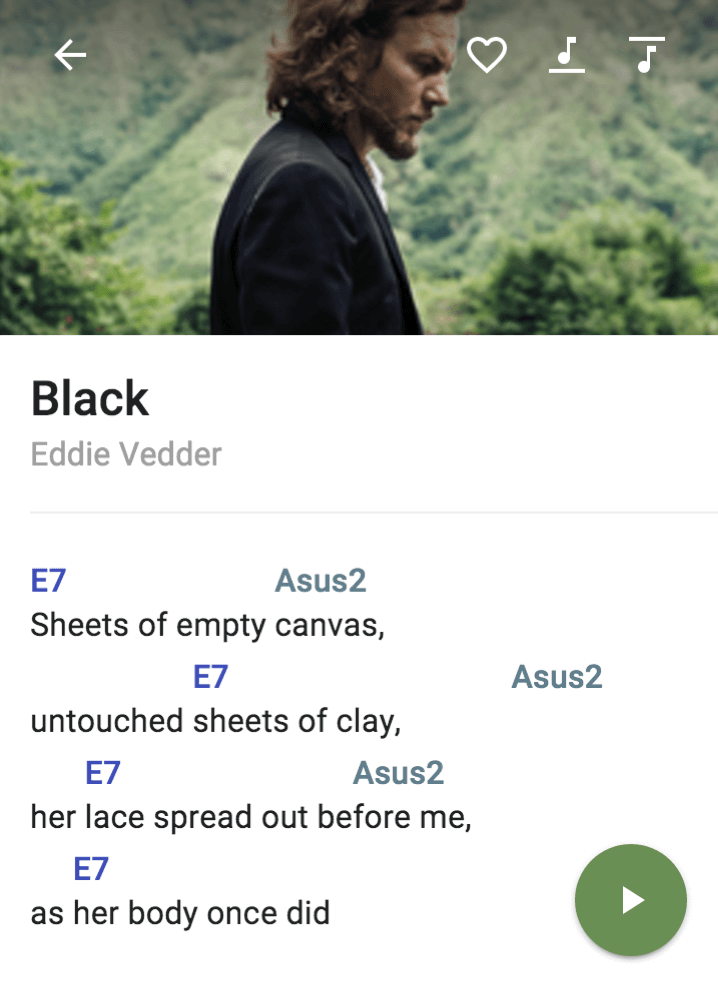 Black
Eddie Vedder
E7 Asus2
Sheets of empty canvas,
E7 Asus2
untouched sheets of clay,
E7 Asus2
her lace spread out before me,
E7
as her body once did